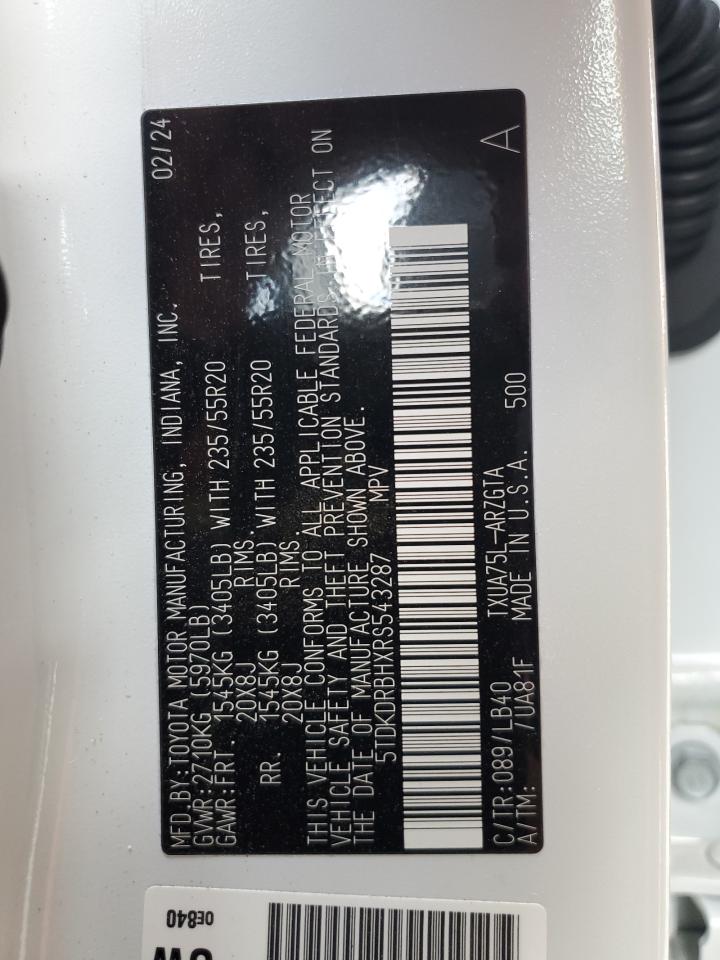 MFD.BY:TOYOTA MOTOR MANUFACTURING, INDIANA, INC. 02/24
GVWR:2710KG (5970LB)
GAWR:FRT. 1545KG (3405LB) WITH 235/55R20 TIRES,
20X8J RIMS.
RR. 1545KG (3405LB) WITH 235/55R20 TIRES,
20X8J RIMS.
THIS VEHICLE CONFORMS TO ALL APPLICABLE FEDERAL MOTOR
VEHICLE SAFETY AND THEFT PREVENTION STANDARDS IN EFFECT ON
THE DATE OF MANUFACTURE SHOWN ABOVE.
5TDKDRBHXRS543287 MPV
C/TR:089/LB40 TXUA75L-ARZGTA A
A/TM: /UA81F MADE IN U.S.A. 500
0E840